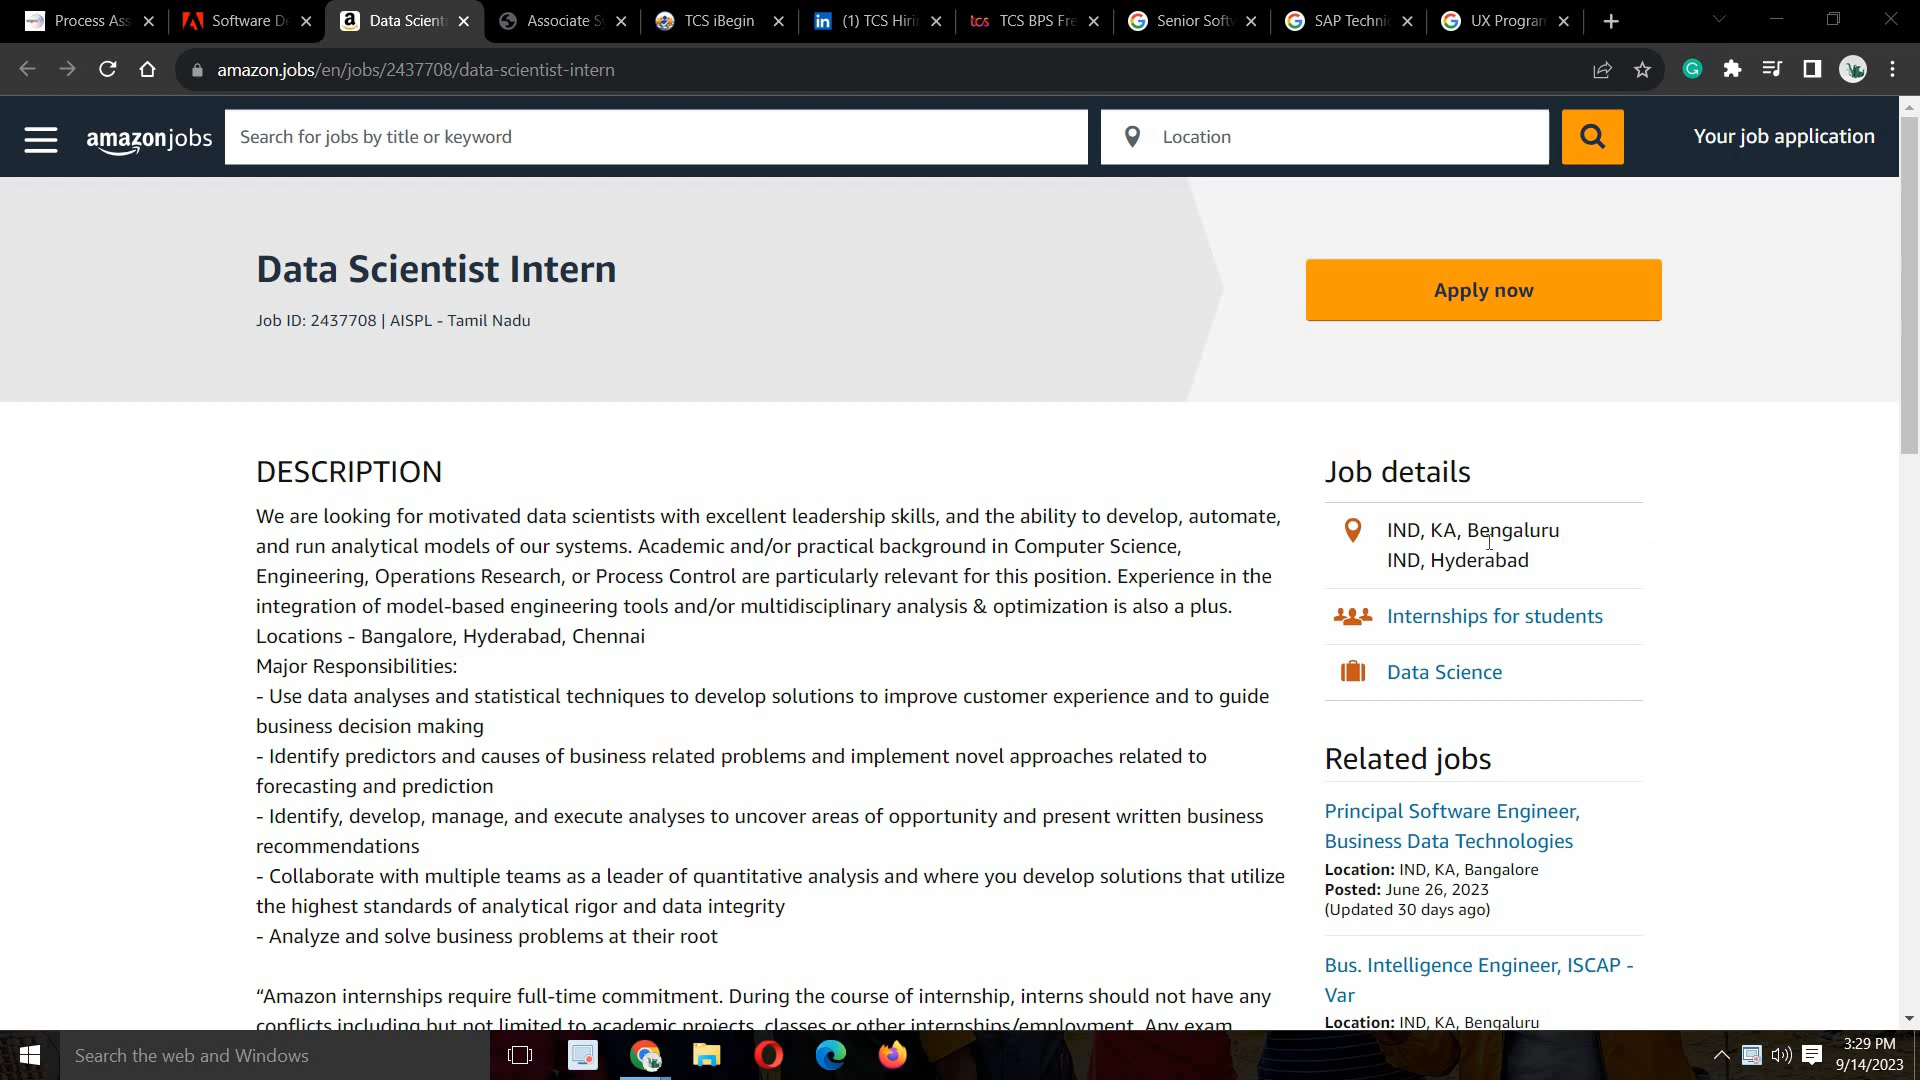 Process Ass
Software De
Data Scienti
Associate Sy
TCS iBegin
(1) TCS Hirin
TCS BPS Fre
Senior Softw
SAP Technic
UX Program
amazon.jobs/en/jobs/2437708/data-scientist-intern
amazonjobs
Search for jobs by title or keyword
Location
Your job application
Data Scientist Intern
Job ID: 2437708 | AISPL - Tamil Nadu
Apply now
DESCRIPTION
We are looking for motivated data scientists with excellent leadership skills, and the ability to develop, automate,
and run analytical models of our systems. Academic and/or practical background in Computer Science,
Engineering, Operations Research, or Process Control are particularly relevant for this position. Experience in the
integration of model-based engineering tools and/or multidisciplinary analysis & optimization is also a plus.
Locations - Bangalore, Hyderabad, Chennai
Major Responsibilities:
- Use data analyses and statistical techniques to develop solutions to improve customer experience and to guide
business decision making
- Identify predictors and causes of business related problems and implement novel approaches related to
forecasting and prediction
- Identify, develop, manage, and execute analyses to uncover areas of opportunity and present written business
recommendations
- Collaborate with multiple teams as a leader of quantitative analysis and where you develop solutions that utilize
the highest standards of analytical rigor and data integrity
- Analyze and solve business problems at their root
“Amazon internships require full-time commitment. During the course of internship, interns should not have any
conflicts including but not limited to academic projects, classes or other internships/employment. Any exam
Job details
IND, KA, Bengaluru
IND, Hyderabad
Internships for students
Data Science
Related jobs
Principal Software Engineer,
Business Data Technologies
Location: IND, KA, Bangalore
Posted: June 26, 2023
(Updated 30 days ago)
Bus. Intelligence Engineer, ISCAP -
Var
Location: IND, KA, Bengaluru
Search the web and Windows
3:29 PM
9/14/2023